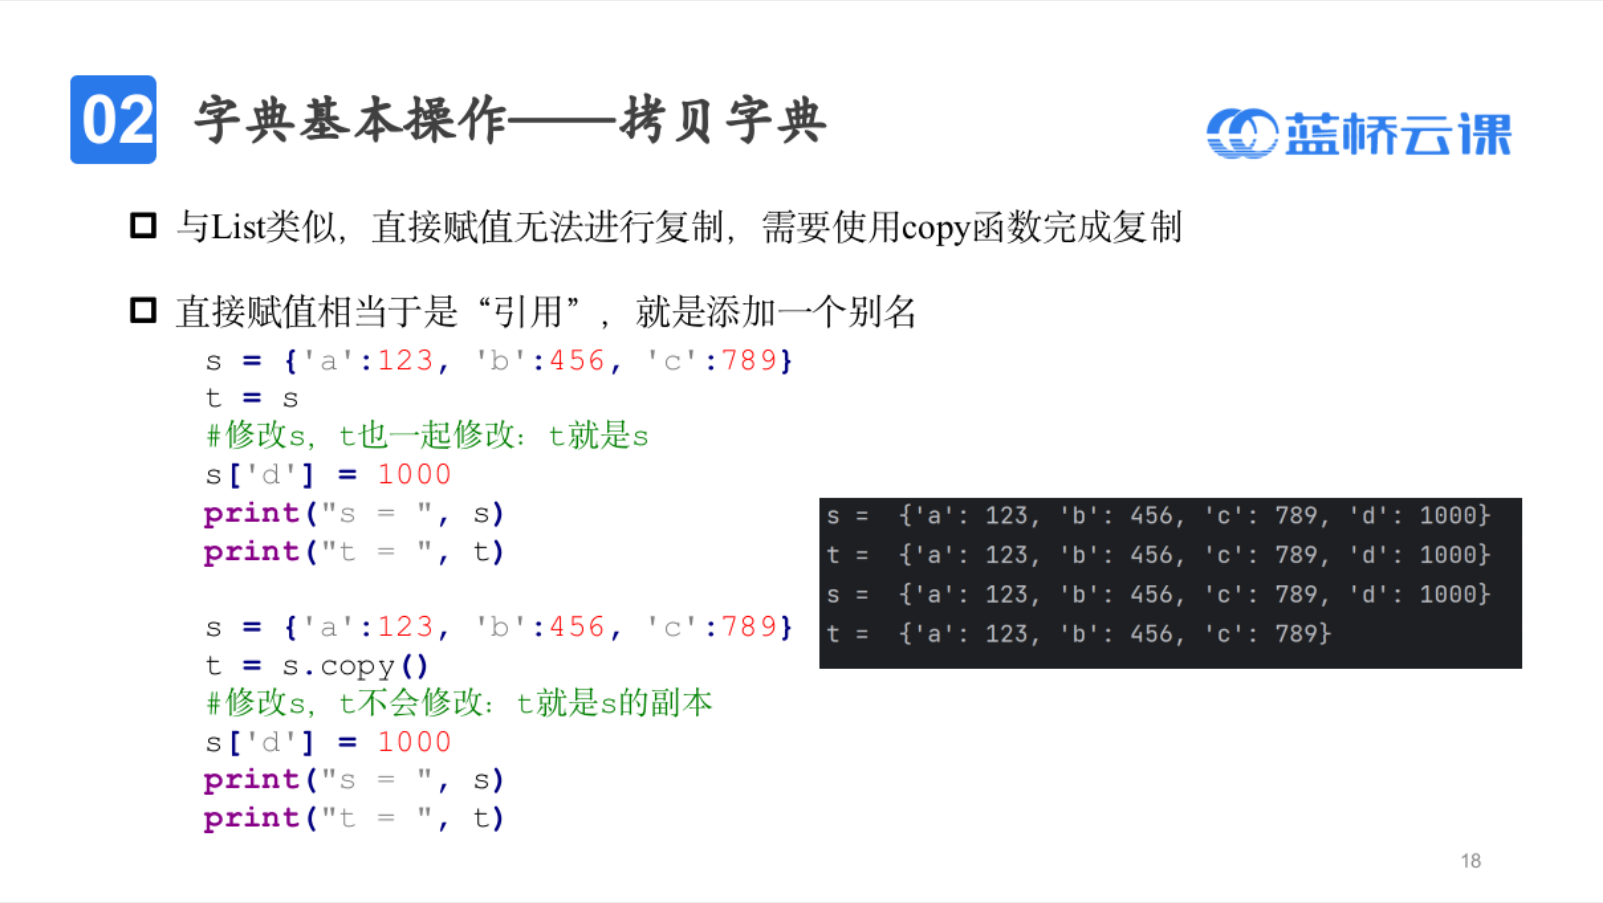 02 字典基本操作——拷贝字典
蓝桥云课
与List类似，直接赋值无法进行复制，需要使用copy函数完成复制
直接赋值相当于是“引用”，就是添加一个别名
s = {'a':123, 'b':456, 'c':789}
t = s
#修改s，t也一起修改：t就是s
s['d'] = 1000
print("s = ", s)
print("t = ", t)
s = {'a':123, 'b':456, 'c':789}
t = s.copy()
#修改s，t不会修改：t就是s的副本
s['d'] = 1000
print("s = ", s)
print("t = ", t)
s =  {'a': 123, 'b': 456, 'c': 789, 'd': 1000}
t =  {'a': 123, 'b': 456, 'c': 789, 'd': 1000}
s =  {'a': 123, 'b': 456, 'c': 789, 'd': 1000}
t =  {'a': 123, 'b': 456, 'c': 789}
18